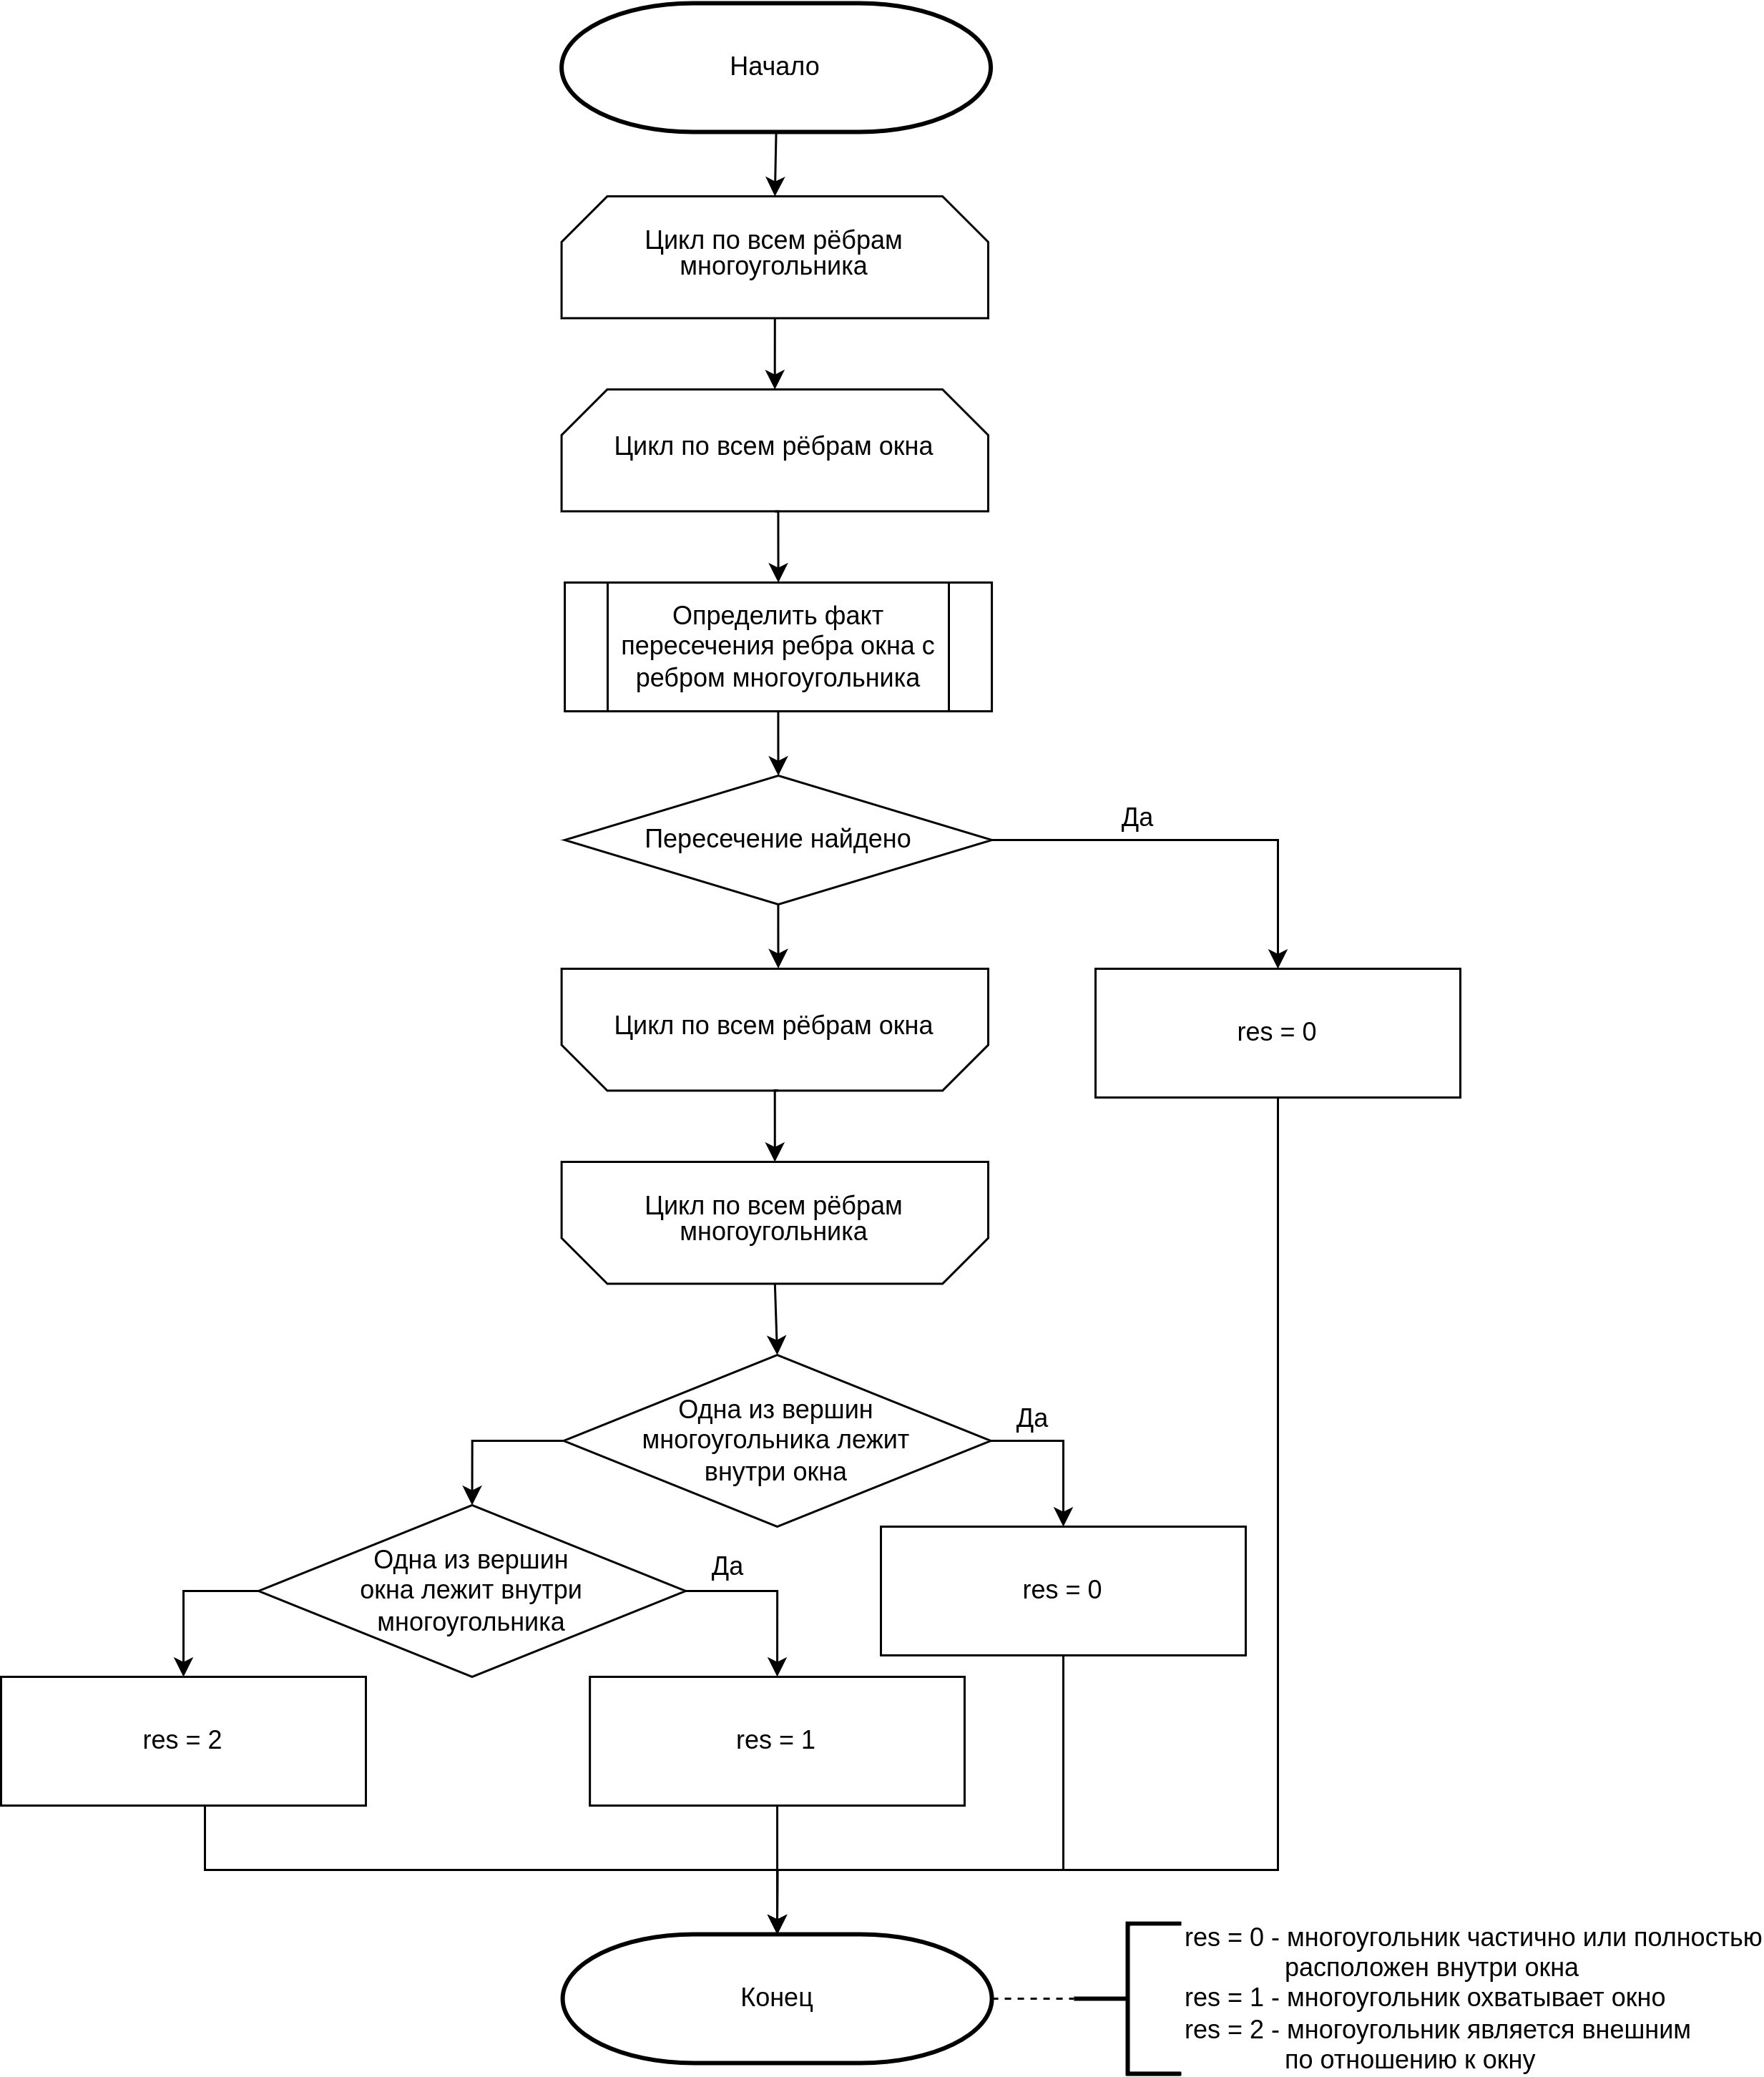 Начало
Цикл по всем рёбрам
многоугольника
Цикл по всем рёбрам окна
Определить факт
пересечения ребра окна с
ребром многоугольника
Пересечение найдено
Да
Цикл по всем рёбрам окна
res = 0
Цикл по всем рёбрам
многоугольника
Одна из вершин
многоугольника лежит
внутри окна
Да
Одна из вершин
окна лежит внутри
многоугольника
Да
res = 0
res = 2
res = 1
Конец
res = 0 - многоугольник частично или полностью
расположен внутри окна
res = 1 - многоугольник охватывает окно
res = 2 - многоугольник является внешним
по отношению к окну